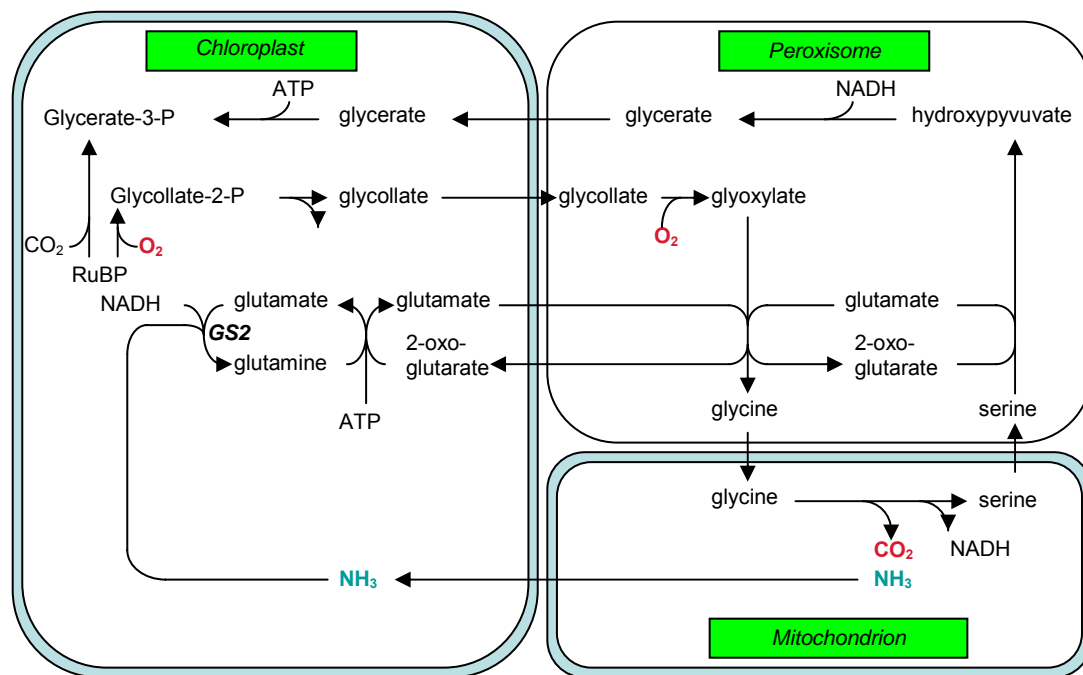 Chloroplast
Peroxisome
ATP
NADH
Glycerate-3-P
glycerate
glycerate
hydroxypyvuvate
Glycollate-2-P
glycollate
glycollate
glyoxylate
CO2
O2
O2
RuBP
NADH
glutamate
glutamate
glutamate
GS2
2-oxo-
glutarate
2-oxo-
glutarate
glutamine
ATP
glycine
serine
glycine
serine
CO2
NADH
NH3
NH3
Mitochondrion